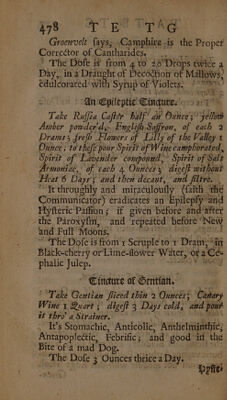 478 T E T G
Groenvelt says, Camphire is the Proper
Corrector of Cantharides.
The Dose is from 4 to 20 Drops twice a
Day, in a Draught of Decoction of Mallows,
edulcorated with Syrup of Violets.
An Epileptic Tincture.
Take Russia Castor half an Ounce; yellow
Amber powder'd, English Saffron, of each 2
Drams; fresh Flowers of Lilly of the Valley 1
Ounce; to these pour Spirit of Wine camphorated,
Spirit of Lavender compound, Spirit of Salt
Armoniac, of each 4 Ounces; digest without
Heat 6 Days; and then decant, and filtre.
It throughly and miraculously (saith the
Communicator) eradicates an Epilepsy and
Hysteric Passion; if given before and after
the Paroxysm, and repeated before New
and Full Moons.
The Dose is from 1 Scruple to 1 Dram, in
Black-cherry or Lime-flower Water, or a Ce-
phalic Julep.
Tincture of Gentian.
Take Gentian sliced thin 2 Ounces; Canary
Wine 1 Quart; digest 3 Days cold, and pour
it thro' a Strainer.
It's Stomachic, Anticolic, Anthelminthic,
Antapoplectic, Febrific; and good in the
Bite of a mad Dog.
The Dose 3 Ounces thrice a Day.
Hyste-